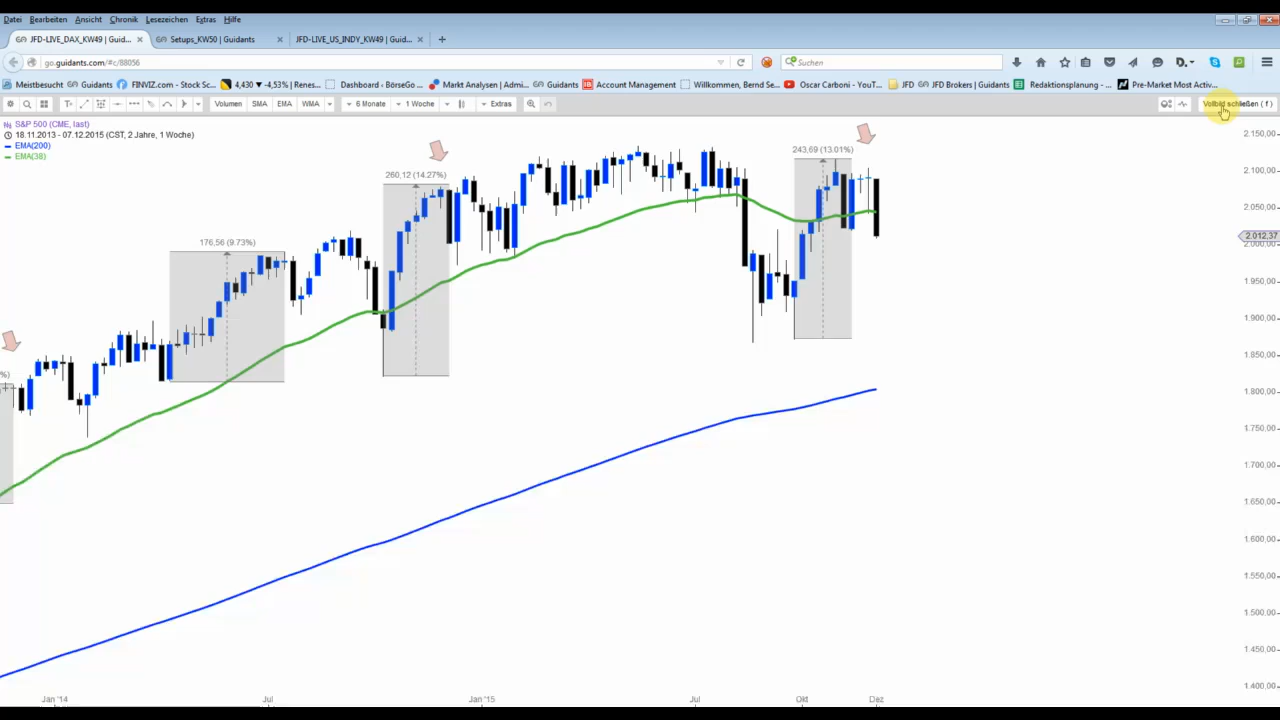 Datei Bearbeiten Ansicht Chronik Lesezeichen Extras Hilfe
JFD-LIVE_DAX_KW49 | Guid... × Setups_KW50 | Guidants × JFD-LIVE_US_INDY_KW49 | Guid... × +
go.guidants.com/#c/88056 Suchen
Meistbesucht Guidants FINVIZ.com - Stock Sc... 4,430 ▼ -4,53% | Renes... Dashboard - BörseGo ... Markt Analysen | Admi... Guidants Account Management Willkommen, Bernd Se... Oscar Carboni - YouT... JFD JFD Brokers | Guidants Redaktionsplanung - ... Pre-Market Most Activ...
Volumen SMA EMA WMA 6 Monate 1 Woche Extras Vollbild schließen ( f )
S&P 500 (CME, last)
18.11.2013 - 07.12.2015 (CST, 2 Jahre, 1 Woche)
EMA(200)
EMA(38)
2.150,00
243,69 (13.01%)
2.100,00
260,12 (14.27%)
2.050,00
176,56 (9.73%)
2.012,37
2.000,00
1.950,00
1.900,00
1.850,00
%)
1.800,00
1.750,00
1.700,00
1.650,00
1.600,00
1.550,00
1.500,00
1.450,00
1.400,00
Jan '14 Jul Jan '15 Jul Okt Dez